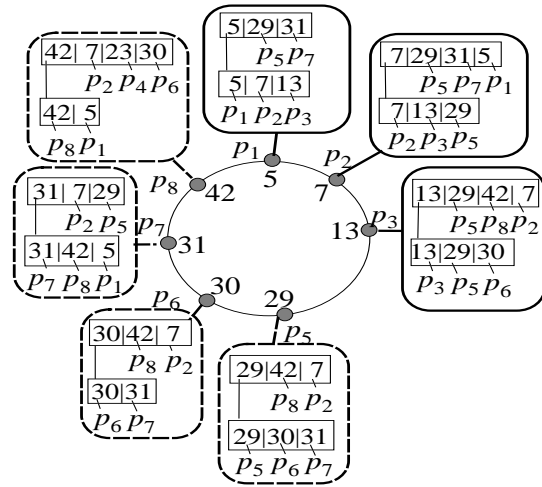 5|29|31
p5 p7
5| 7|13
p1 p2 p3
42| 7|23|30
p2 p4 p6
42| 5
p8 p1
7|29|31|5
p5 p7 p1
7|13|29
p2 p3 p5
p1
5
p2
7
p8
42
31| 7|29
p2 p5
31|42| 5
p7 p8 p1
p7
31
13
p3
13|29|42| 7
p5 p8 p2
13|29|30
p3 p5 p6
p6
30
29
p5
30|42| 7
p8 p2
30|31
p6 p7
29|42| 7
p8 p2
29|30|31
p5 p6 p7